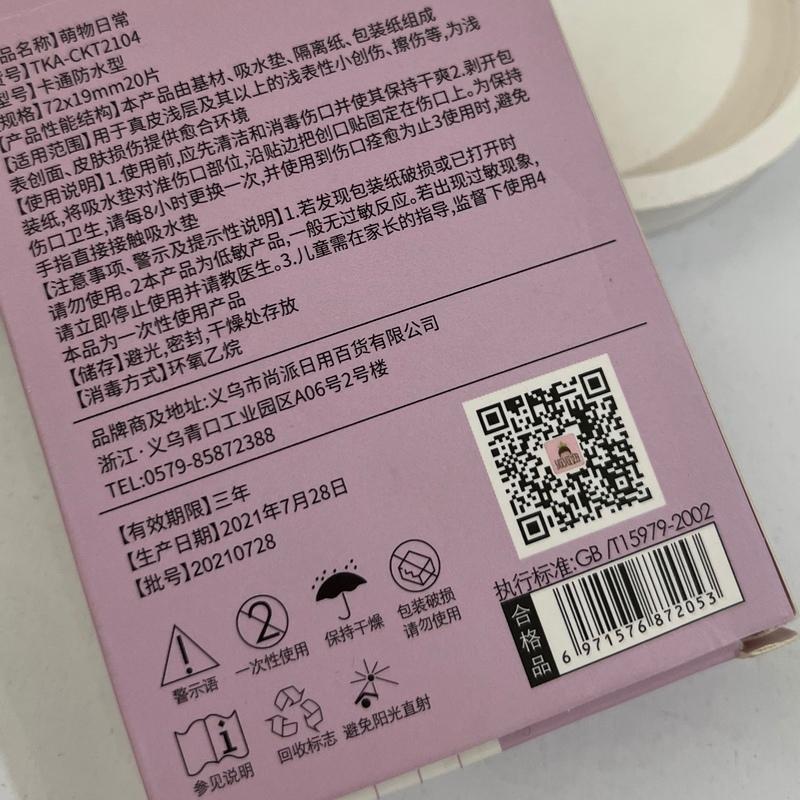 品名称】萌物日常
货号】TKA-CKT2104
型号】卡通防水型
规格】72x19mm20片
【产品性能结构】本产品由基材、吸水垫、隔离纸、包装纸组成
【适用范围】用于真皮浅层及其以上的浅表性小创伤、擦伤等,为浅
表创面、皮肤损伤提供愈合环境
【使用说明】1.使用前,应先清洁和消毒伤口并使其保持干爽2.剥开包
装纸,将吸水垫对准伤口部位,沿贴边把创口贴固定在伤口上。为保持
伤口卫生,请每8小时更换一次,并使用到伤口痊愈为止3使用时,避免
手指直接接触吸水垫
【注意事项、警示及提示性说明】1.若发现包装纸破损或已打开时
请勿使用。2本产品为低敏产品,一般无过敏反应。若出现过敏现象,
请立即停止使用并请教医生。3.儿童需在家长的指导,监督下使用4
本品为一次性使用产品
【储存】避光,密封,干燥处存放
【消毒方式】环氧乙烷
品牌商及地址:义乌市尚派日用百货有限公司
浙江·义乌青口工业园区A06号2号楼
TEL:0579-85872388
【有效期限】三年
【生产日期】2021年7月28日
【批号】20210728
执行标准:GB/T15979-2002
合格品
6 971576 872053
警示语
2
一次性使用
保持干燥
包装破损
请勿使用
参见说明
回收标志
避免阳光直射